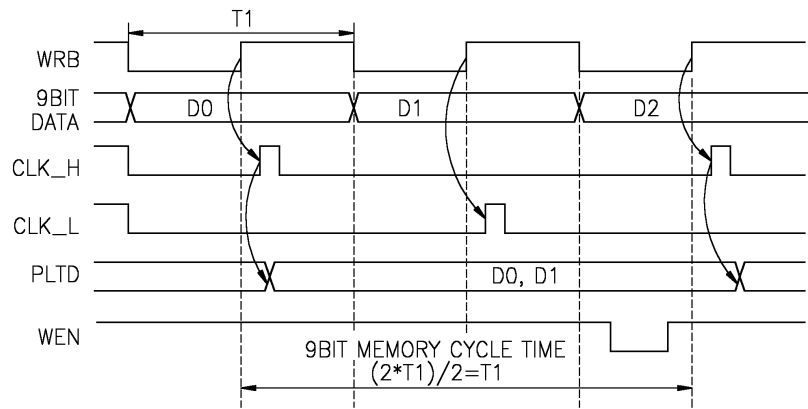 T1
WRB
9BIT
DATA
D0
D1
D2
CLK_H
CLK_L
PLTD
D0, D1
WEN
9BIT MEMORY CYCLE TIME
(2*T1)/2=T1